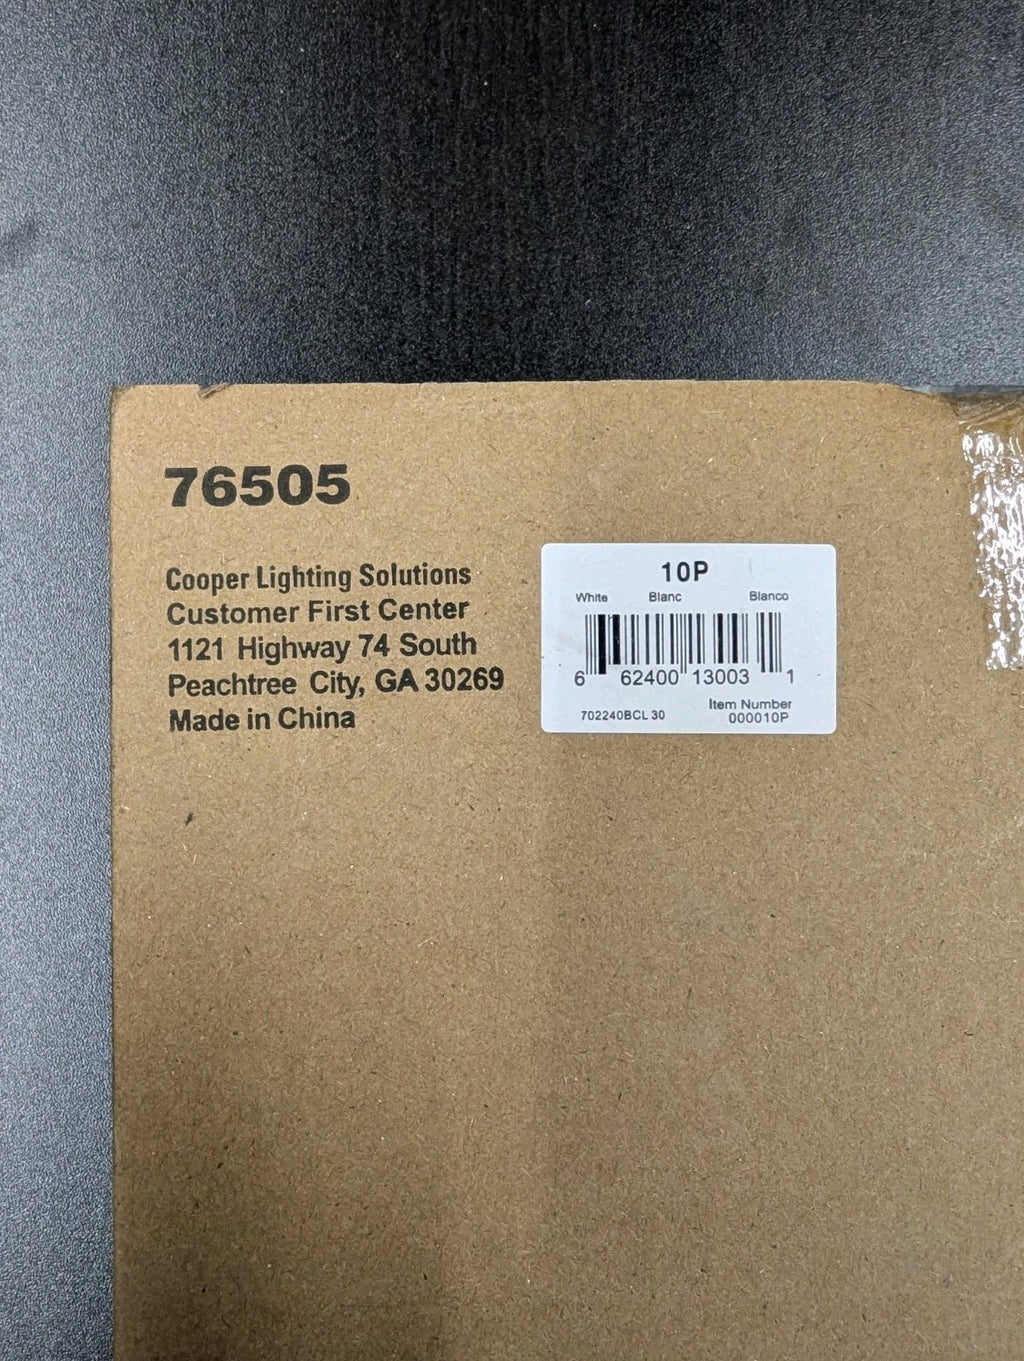 76505
Cooper Lighting Solutions
Customer First Center
1121 Highway 74 South
Peachtree City, GA 30269
Made in China
10P
White Blanc Blanco
6 62400 13003 1
702240BCL 30
Item Number
000010P